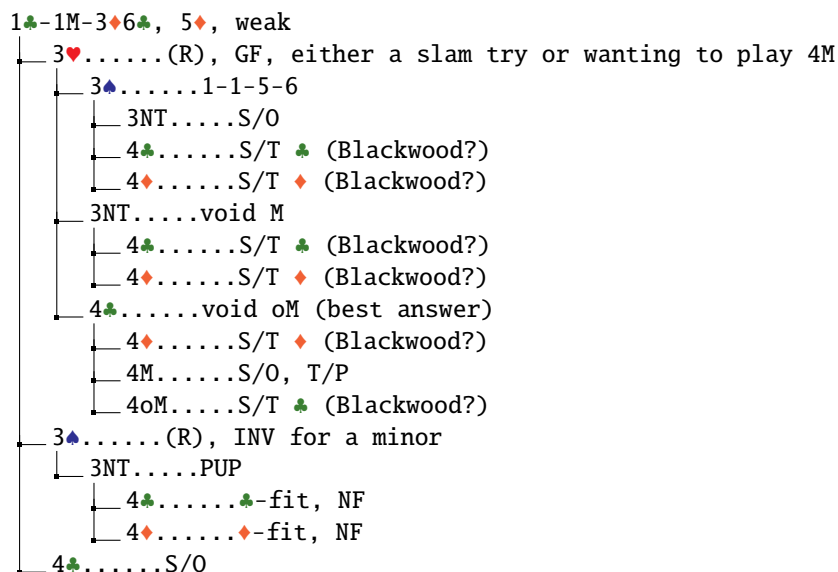 1♣-1M-3♦6♣, 5♦, weak
3♥......(R), GF, either a slam try or wanting to play 4M
3♠......1-1-5-6
3NT.....S/O
4♣......S/T ♣ (Blackwood?)
4♦......S/T ♦ (Blackwood?)
3NT.....void M
4♣......S/T ♣ (Blackwood?)
4♦......S/T ♦ (Blackwood?)
4♣......void oM (best answer)
4♦......S/T ♦ (Blackwood?)
4M......S/O, T/P
4oM.....S/T ♣ (Blackwood?)
3♠......(R), INV for a minor
3NT.....PUP
4♣......♣-fit, NF
4♦......♦-fit, NF
4♣......S/O